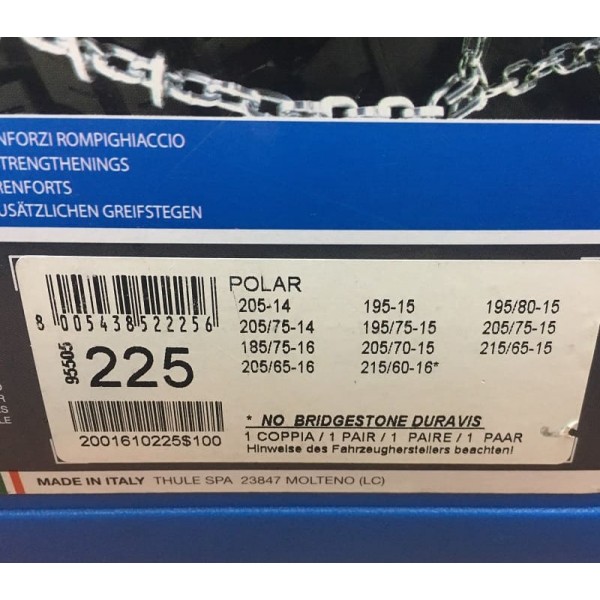 NFORZI ROMPIGHIACCIO
TRENGTHENINGS
RENFORTS
USÄTZLICHEN GREIFSTEGEN
POLAR
205-14 195-15 195/80-15
205/75-14 195/75-15 205/75-15
185/75-16 205/70-15 215/65-15
205/65-16 215/60-16*
8 005438 522256
95505
225
2001610225$100
* NO BRIDGESTONE DURAVIS
1 COPPIA / 1 PAIR / 1 PAIRE / 1 PAAR
Hinweise des Fahrzeugherstellers beachten!
MADE IN ITALY THULE SPA 23847 MOLTENO (LC)